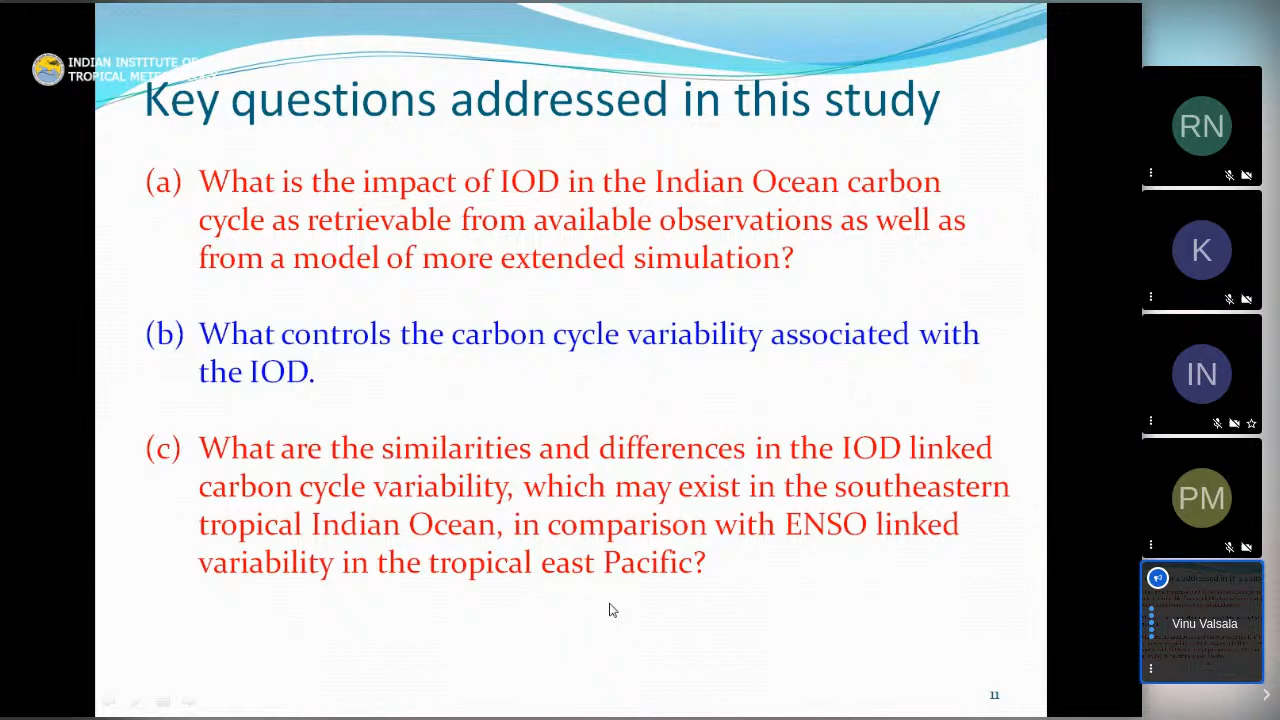 INDIAN INSTITUTE OF
TROPICAL METEOROLOGY
Key questions addressed in this study
(a) What is the impact of IOD in the Indian Ocean carbon
cycle as retrievable from available observations as well as
from a model of more extended simulation?
(b) What controls the carbon cycle variability associated with
the IOD.
(c) What are the similarities and differences in the IOD linked
carbon cycle variability, which may exist in the southeastern
tropical Indian Ocean, in comparison with ENSO linked
variability in the tropical east Pacific?
11
RN
K
IN
PM
Vinu Valsala